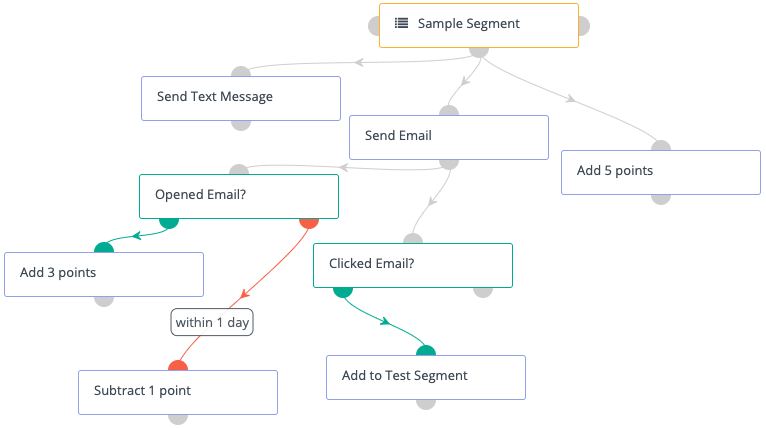 Sample Segment
Send Text Message
Send Email
Add 5 points
Opened Email?
Clicked Email?
Add 3 points
within 1 day
Subtract 1 point
Add to Test Segment